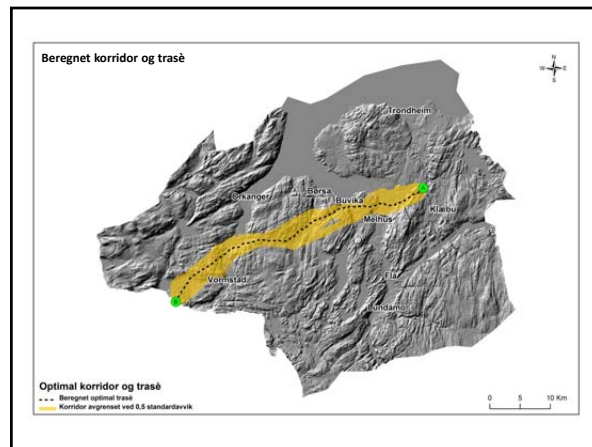 Beregnet korridor og trasè
N
W E
S
Trondheim
Orkanger
Børsa
Buvika
Melhus
Klæbu
Flå
Vormstad
Lundamo
Optimal korridor og trasè
Beregnet optimal trasè
Korridor avgrenset ved 0,5 standardavvik
0 5 10 Km